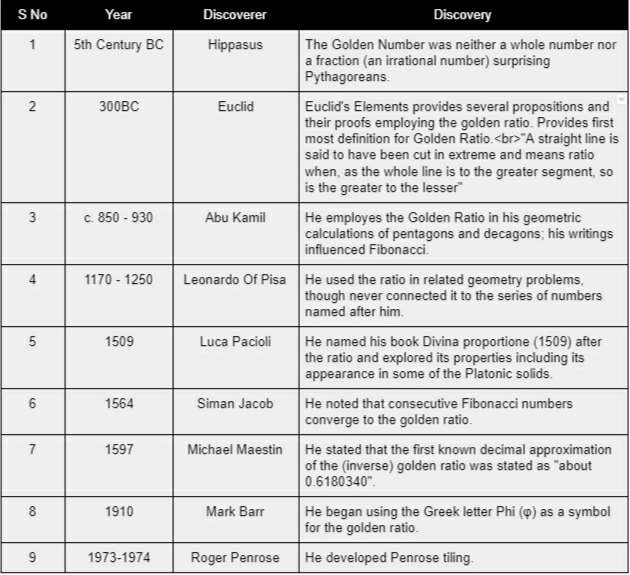 S No Year Discoverer Discovery
1 5th Century BC Hippasus The Golden Number was neither a whole number nor
a fraction (an irrational number) surprising
Pythagoreans.
2 300BC Euclid Euclid's Elements provides several propositions and
their proofs employing the golden ratio. Provides first
most definition for Golden Ratio.<br>"A straight line is
said to have been cut in extreme and means ratio
when, as the whole line is to the greater segment, so
is the greater to the lesser"
3 c. 850 - 930 Abu Kamil He employes the Golden Ratio in his geometric
calculations of pentagons and decagons; his writings
influenced Fibonacci.
4 1170 - 1250 Leonardo Of Pisa He used the ratio in related geometry problems,
though never connected it to the series of numbers
named after him.
5 1509 Luca Pacioli He named his book Divina proportione (1509) after
the ratio and explored its properties including its
appearance in some of the Platonic solids.
6 1564 Siman Jacob He noted that consecutive Fibonacci numbers
converge to the golden ratio.
7 1597 Michael Maestin He stated that the first known decimal approximation
of the (inverse) golden ratio was stated as "about
0.6180340".
8 1910 Mark Barr He began using the Greek letter Phi (φ) as a symbol
for the golden ratio.
9 1973-1974 Roger Penrose He developed Penrose tiling.